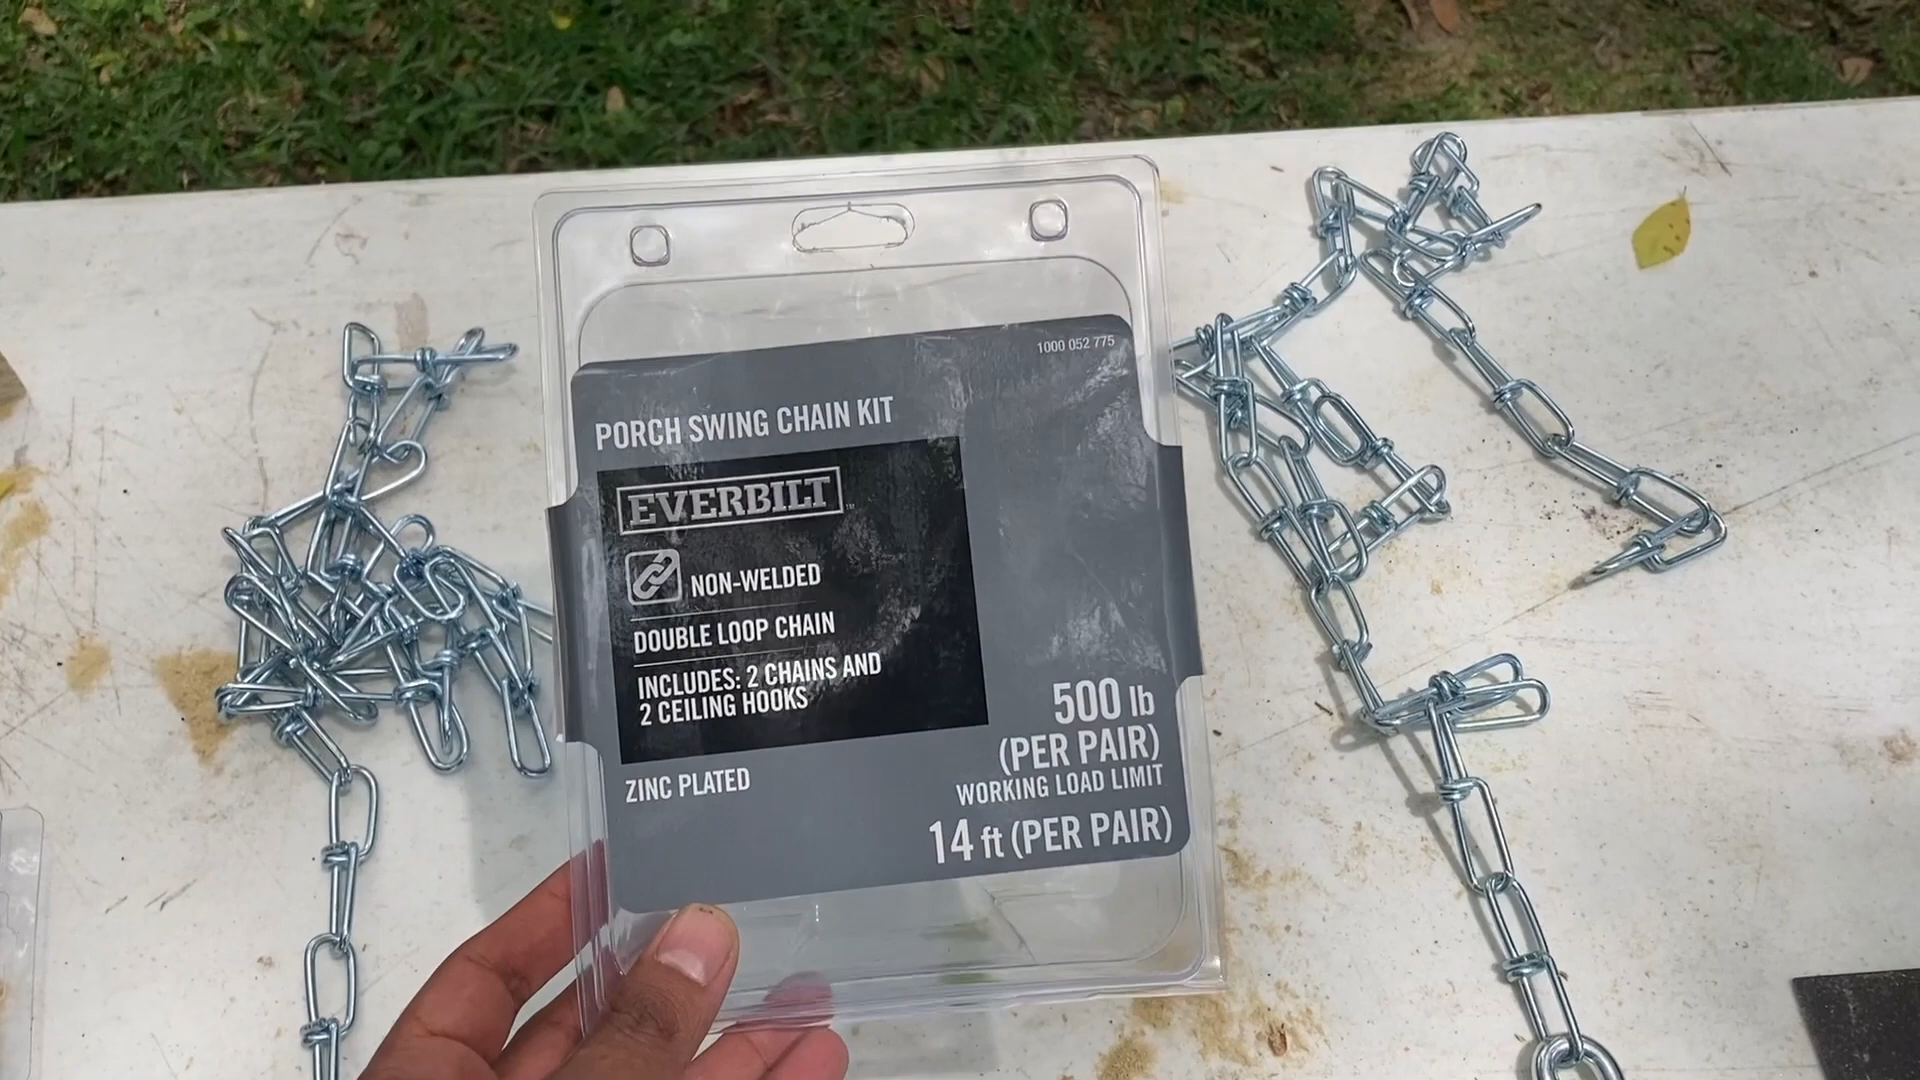 1000 052 775
PORCH SWING CHAIN KIT
EVERBILT™
NON-WELDED
DOUBLE LOOP CHAIN
INCLUDES: 2 CHAINS AND
2 CEILING HOOKS
ZINC PLATED
500 lb
(PER PAIR)
WORKING LOAD LIMIT
14 ft (PER PAIR)